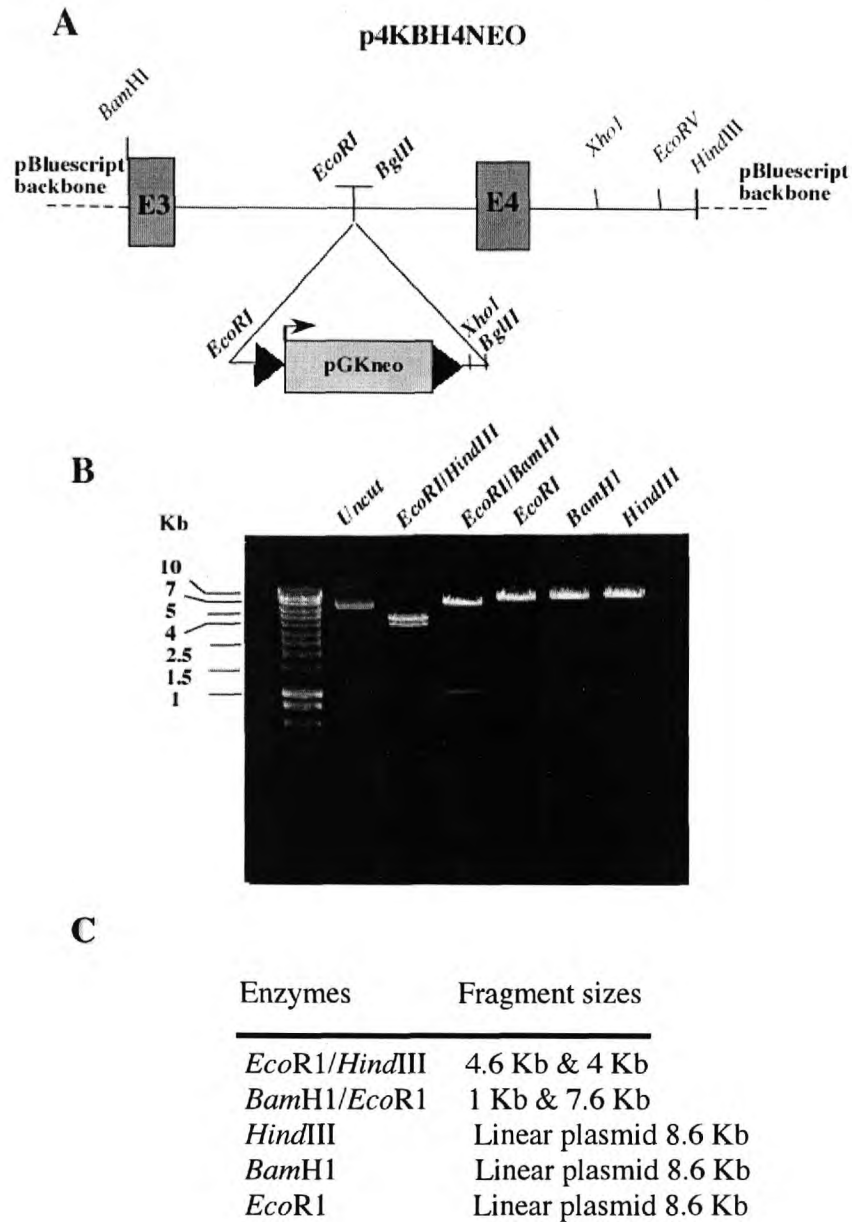 A
p4KBH4NEO
BamHI
pBluescript
backbone
E3
EcoRI
BglII
E4
Xho1
EcoRV
HindIII
pBluescript
backbone
EcoRI
pGKneo
Xho1
BglII
B
Kb
Uncut
EcoRI/HindIII
EcoRI/BamHI
EcoRI
BamH1
HindIII
10
7
5
4
2.5
1.5
1
C
Enzymes Fragment sizes
EcoR1/HindIII 4.6 Kb & 4 Kb
BamH1/EcoR1 1 Kb & 7.6 Kb
HindIII Linear plasmid 8.6 Kb
BamH1 Linear plasmid 8.6 Kb
EcoR1 Linear plasmid 8.6 Kb